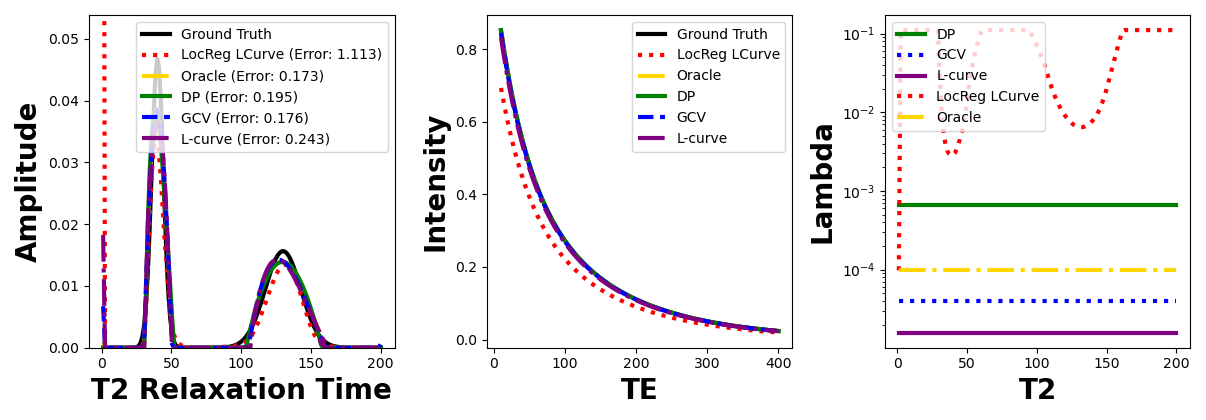 Amplitude
0.05
0.04
0.03
0.02
0.01
0.00
Ground Truth
LocReg LCurve (Error: 1.113)
Oracle (Error: 0.173)
DP (Error: 0.195)
GCV (Error: 0.176)
L-curve (Error: 0.243)
0 50 100 150 200
T2 Relaxation Time
Intensity
0.8
0.6
0.4
0.2
0.0
Ground Truth
LocReg LCurve
Oracle
DP
GCV
L-curve
0 100 200 300 400
TE
Lambda
10⁻¹
10⁻²
10⁻³
10⁻⁴
DP
GCV
L-curve
LocReg LCurve
Oracle
0 50 100 150 200
T2